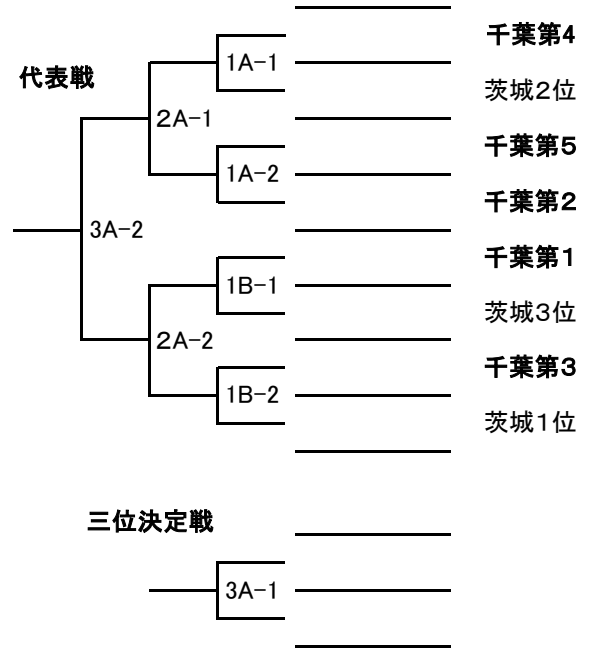 千葉第4
1A-1
代表戦
茨城２位
２A-1
千葉第５
1A-2
千葉第２
3A-2
千葉第１
1B-1
茨城３位
２A-2
千葉第３
1B-2
茨城１位
三位決定戦
3A-1